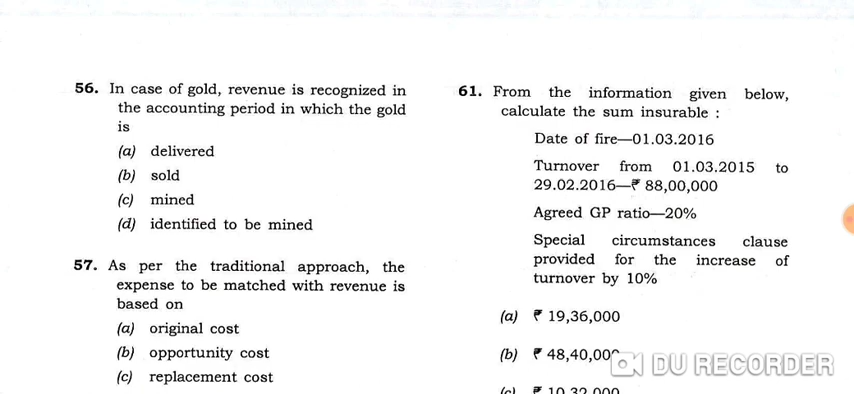 56. In case of gold, revenue is recognized in
the accounting period in which the gold
is
(a) delivered
(b) sold
(c) mined
(d) identified to be mined
57. As per the traditional approach, the
expense to be matched with revenue is
based on
(a) original cost
(b) opportunity cost
(c) replacement cost
61. From the information given below,
calculate the sum insurable :
Date of fire—01.03.2016
Turnover from 01.03.2015 to
29.02.2016—₹ 88,00,000
Agreed GP ratio—20%
Special circumstances clause
provided for the increase of
turnover by 10%
(a) ₹ 19,36,000
(b) ₹ 48,40,000
(c) ₹ 10,32,000
DU RECORDER